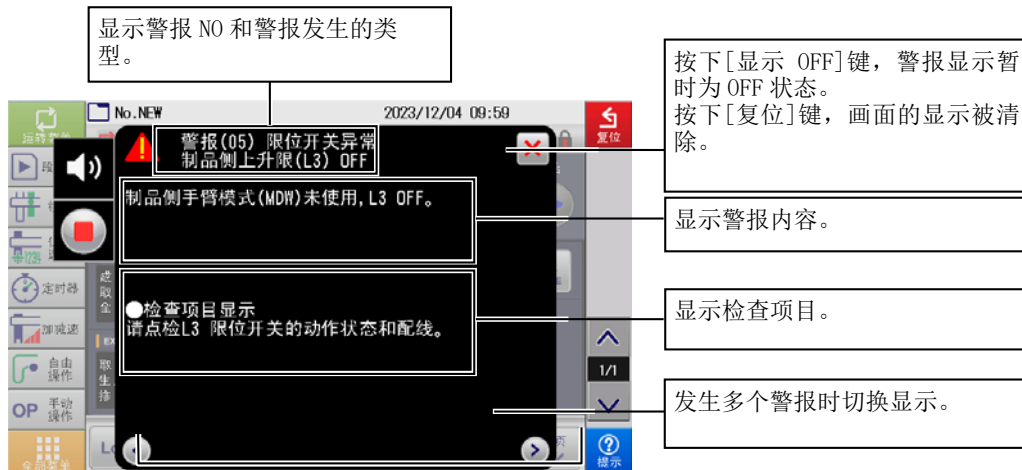 显示警报 NO 和警报发生的类
型。
按下[显示 OFF]键，警报显示暂
时为 OFF 状态。
按下[复位]键，画面的显示被清
除。
No.NEW
2023/12/04 09:59
复位
警报(05) 限位开关异常
制品侧上升限(L3) OFF
制品侧手臂模式(MDW)未使用,L3 OFF。
显示警报内容。
定时器
●检查项目显示
请点检L3 限位开关的动作状态和配线。
显示检查项目。
加减速
自由
操作
1/1
OP 手动
操作
发生多个警报时切换显示。
全部菜单
提示